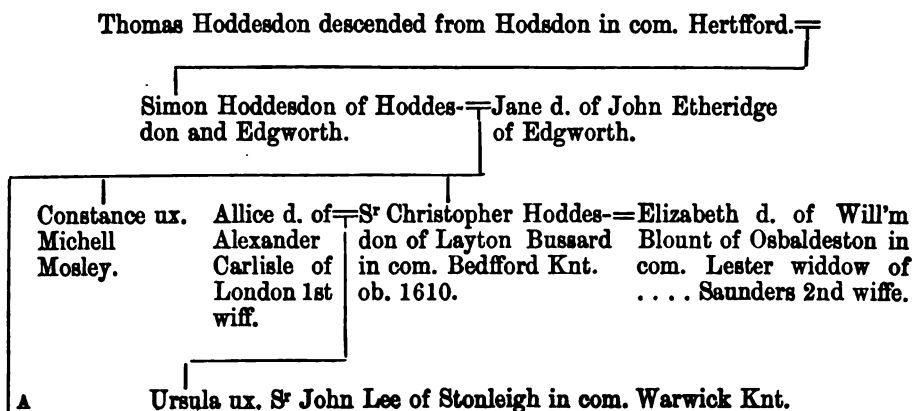 Thomas Hoddesdon descended from Hodsdon in com. Hertfford.
Simon Hoddesdon of Hoddes-
don and Edgworth.
Jane d. of John Etheridge
of Edgworth.
Constance ux.
Michell
Mosley.
Allice d. of
Alexander
Carlisle of
London 1st
wiff.
Sr Christopher Hoddes-
don of Layton Bussard
in com. Bedfford Knt.
ob. 1610.
Elizabeth d. of Will'm
Blount of Osbaldeston in
com. Lester widdow of
.... Saunders 2nd wiffe.
A
Ursula ux. Sr John Lee of Stonleigh in com. Warwick Knt.